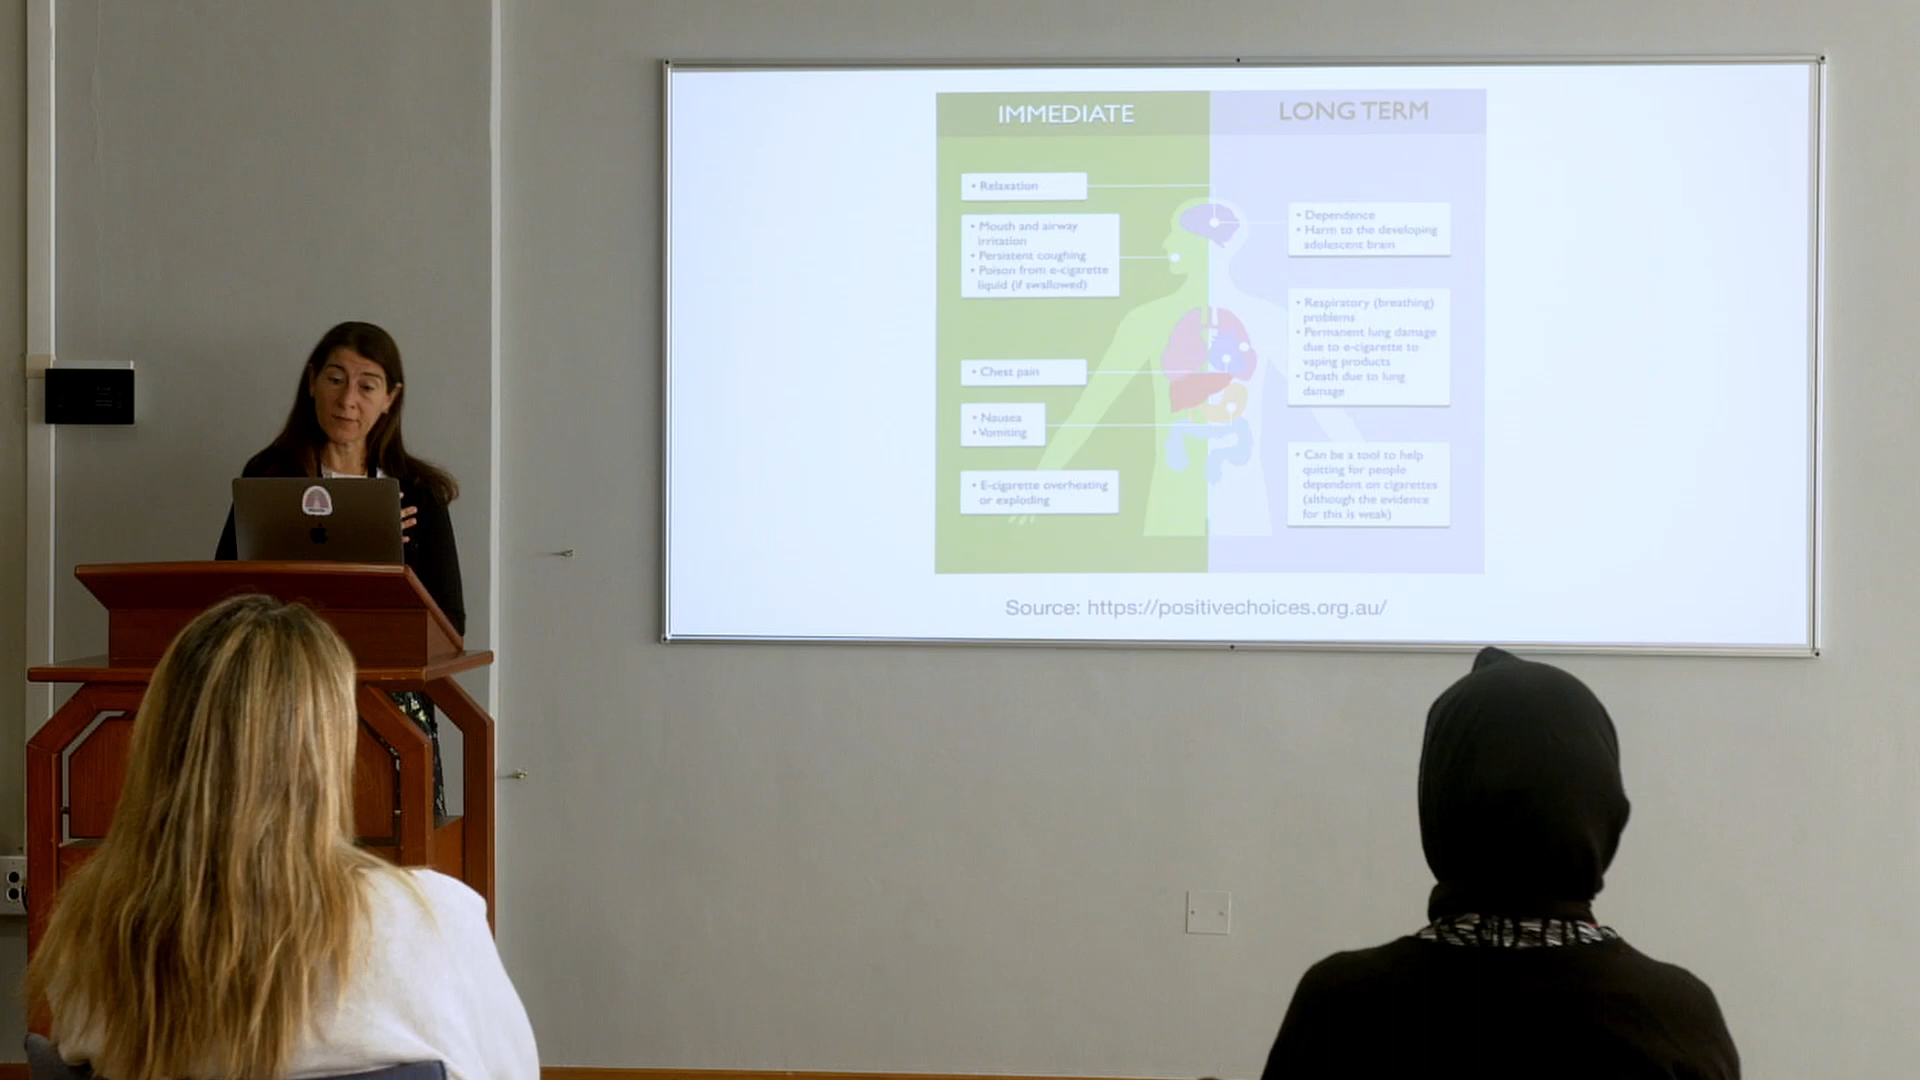 IMMEDIATE
• Relaxation
• Mouth and airway
irritation
• Persistent coughing
• Poison from e-cigarette
liquid (if swallowed)
• Chest pain
• Nausea
• Vomiting
• E-cigarette overheating
or exploding
LONG TERM
• Dependence
• Harm to the developing
adolescent brain
• Respiratory (breathing)
problems
• Permanent lung damage
due to e-cigarette to
vaping products
• Death due to lung
damage
• Can be a tool to help
quitting for people
dependent on cigarettes
(although the evidence
for this is weak)
Source: https://positivechoices.org.au/